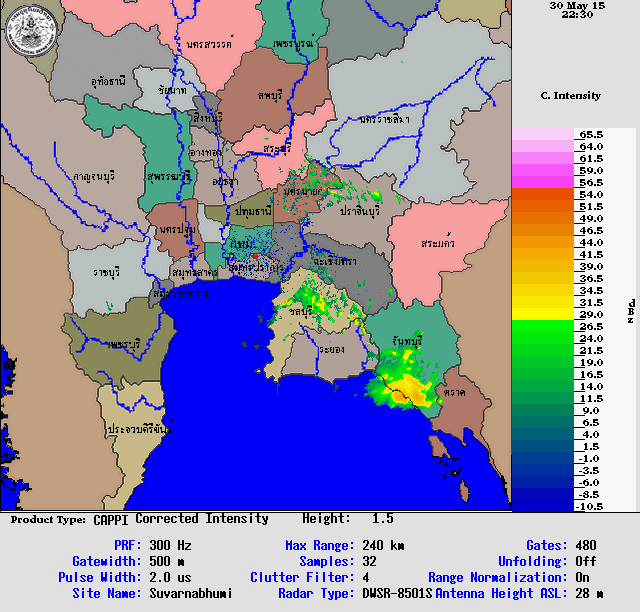 30 May 15
22:30
C. Intensity
นครสวรรค์
เพชรบูรณ์
อุทัยธานี
ชัยนาท
ลพบุรี
สิงห์บุรี
นครราชสีมา
อ่างทอง
สระบุรี
กาญจนบุรี
สุพรรณบุรี
อยุธยา
นครนายก
ปทุมธานี
ปราจีนบุรี
นครปฐม
สระแก้ว
กทม
ราชบุรี
สมุทรสาคร
สมุทรปราการ
ฉะเชิงเทรา
ชลบุรี
เพชรบุรี
ระยอง
จันทบุรี
ตราด
ประจวบคีรีขันธ์
65.5
64.0
61.5
59.0
56.5
54.0
51.5
49.0
46.5
44.0
41.5
39.0
36.5
34.0
31.5
29.0
26.5
24.0
21.5
19.0
16.5
14.0
11.5
9.0
6.5
4.0
1.5
-1.0
-3.5
-6.0
-8.5
-10.5
Product Type: CAPPI Corrected Intensity Height: 1.5
PRF: 300 Hz Max Range: 240 km Gates: 480
Gatewidth: 500 m Samples: 32 Unfolding: Off
Pulse Width: 2.0 us Clutter Filter: 4 Range Normalization: On
Site Name: Suvarnabhumi Radar Type: DWSR-8501S Antenna Height ASL: 28 m